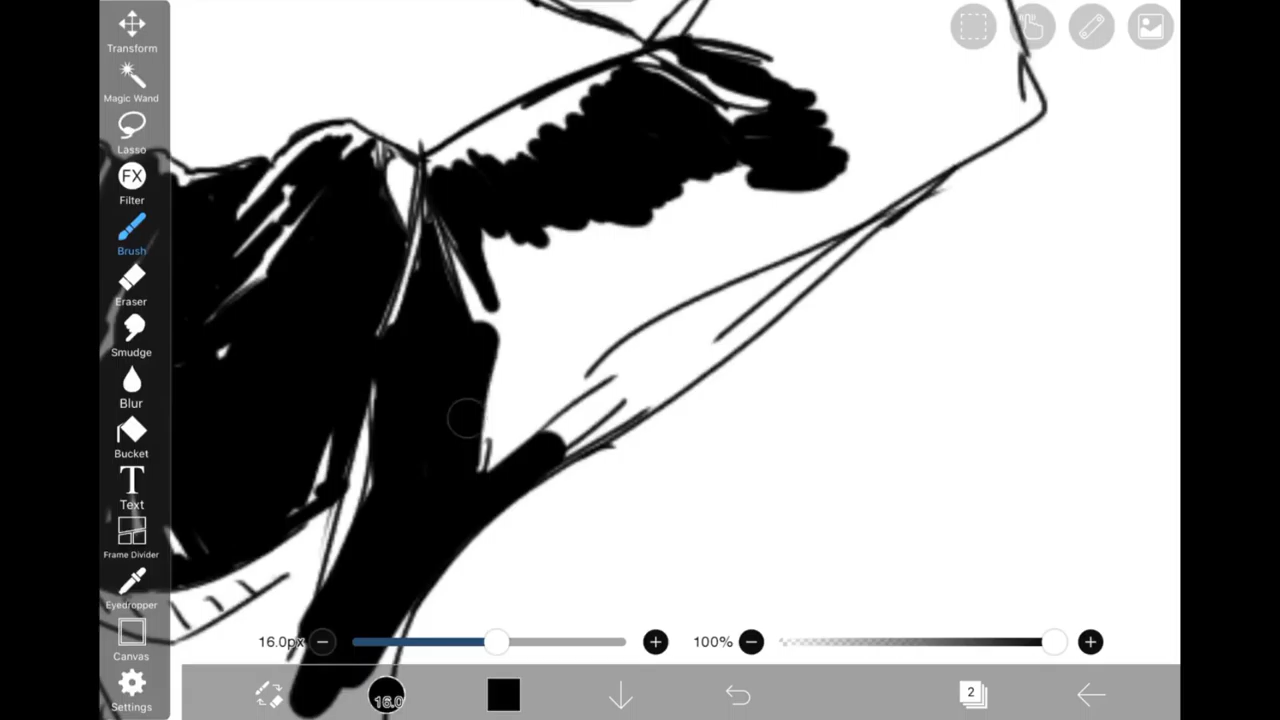 Transform
Magic Wand
Lasso
FX
Filter
Brush
Eraser
Smudge
Blur
Bucket
T
Text
Frame Divider
Eyedropper
Canvas
Settings
16.0px
100%
16.0
2